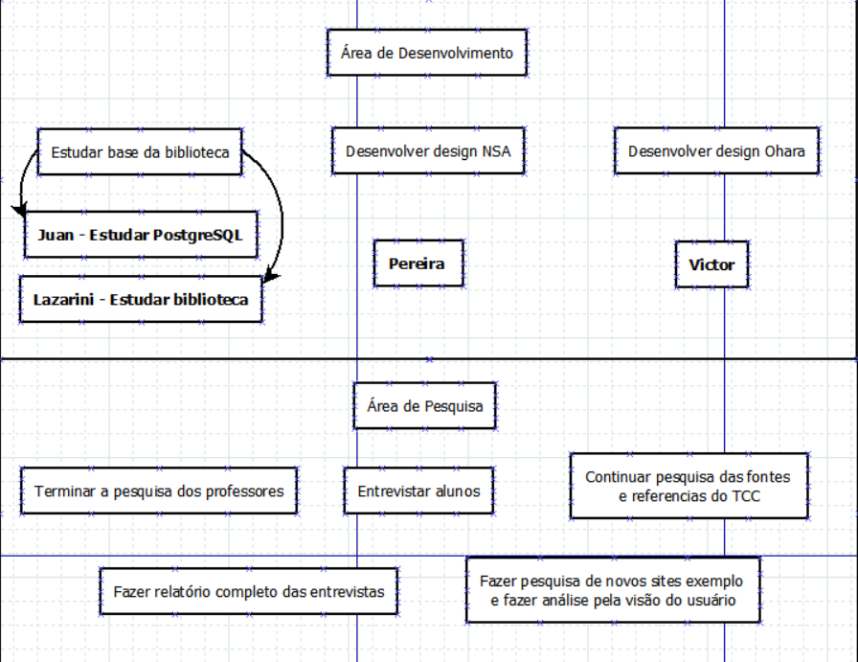 Área de Desenvolvimento
Estudar base da biblioteca
Desenvolver design NSA
Desenvolver design Ohara
Juan - Estudar PostgreSQL
Pereira
Victor
Lazarini - Estudar biblioteca
Área de Pesquisa
Terminar a pesquisa dos professores
Entrevistar alunos
Continuar pesquisa das fontes
e referencias do TCC
Fazer relatório completo das entrevistas
Fazer pesquisa de novos sites exemplo
e fazer análise pela visão do usuário